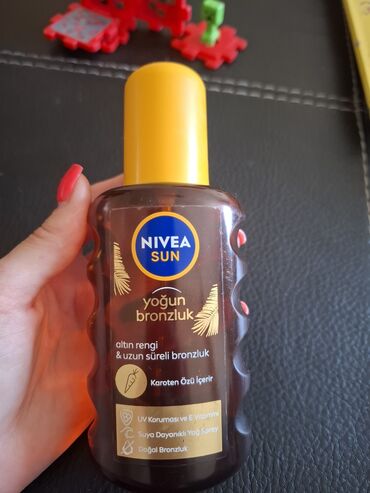 NIVEA
SUN
yoğun
bronzluk
altın rengi
& uzun süreli bronzluk
Karoten Özü İçerir
UV Koruması ve E Vitamini
Suya Dayanıklı Yağ Sprey
Doğal Bronzluk